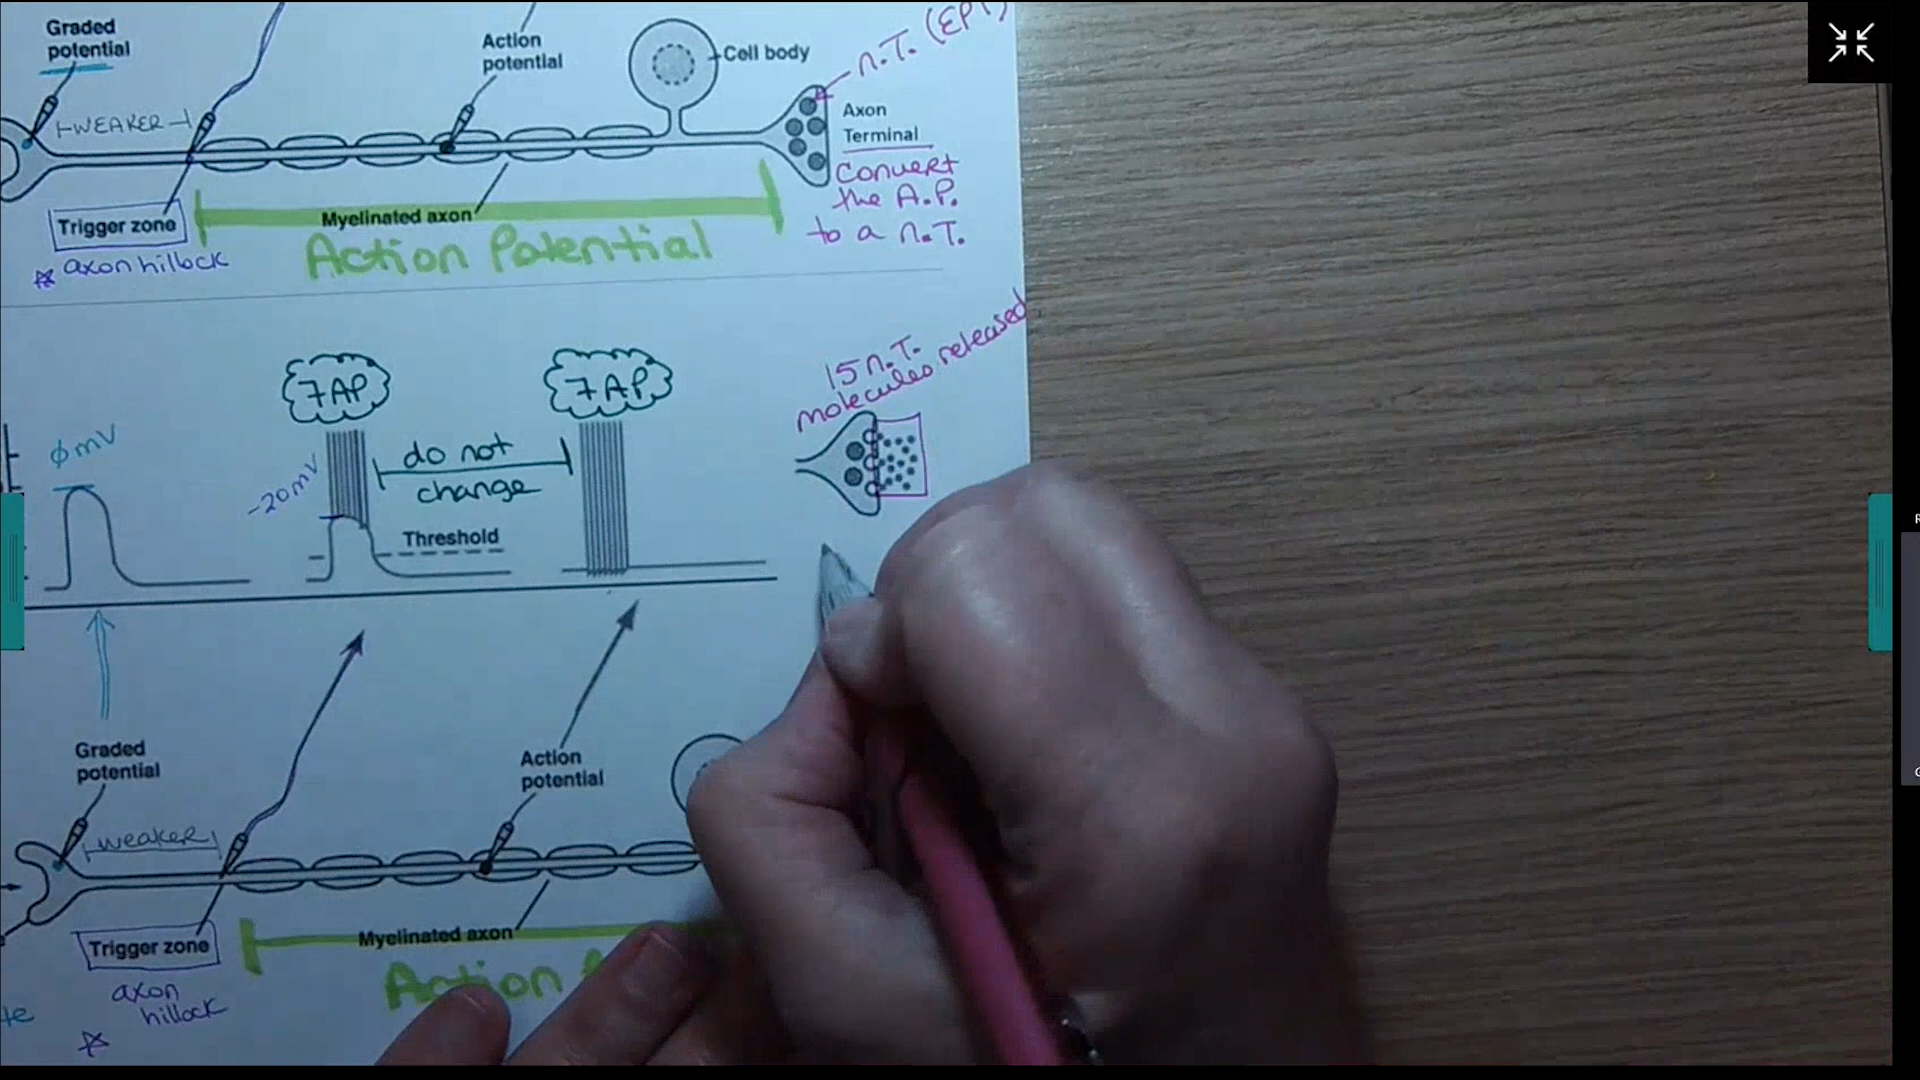 Graded
potential
Action
potential
Cell body
n.T. (EPI)
⊢WEAKER⊣
Axon
Terminal
Convert
the A.P.
to a n.T.
Trigger zone
Myelinated axon
Action Potential
☆ axon hillock
15 n.T.
molecules released
7AP
7AP
ϕmV
-20mV
do not
change
Threshold
Graded
potential
Action
potential
weaker
Trigger zone
Myelinated axon
Action
axon
hillock
☆